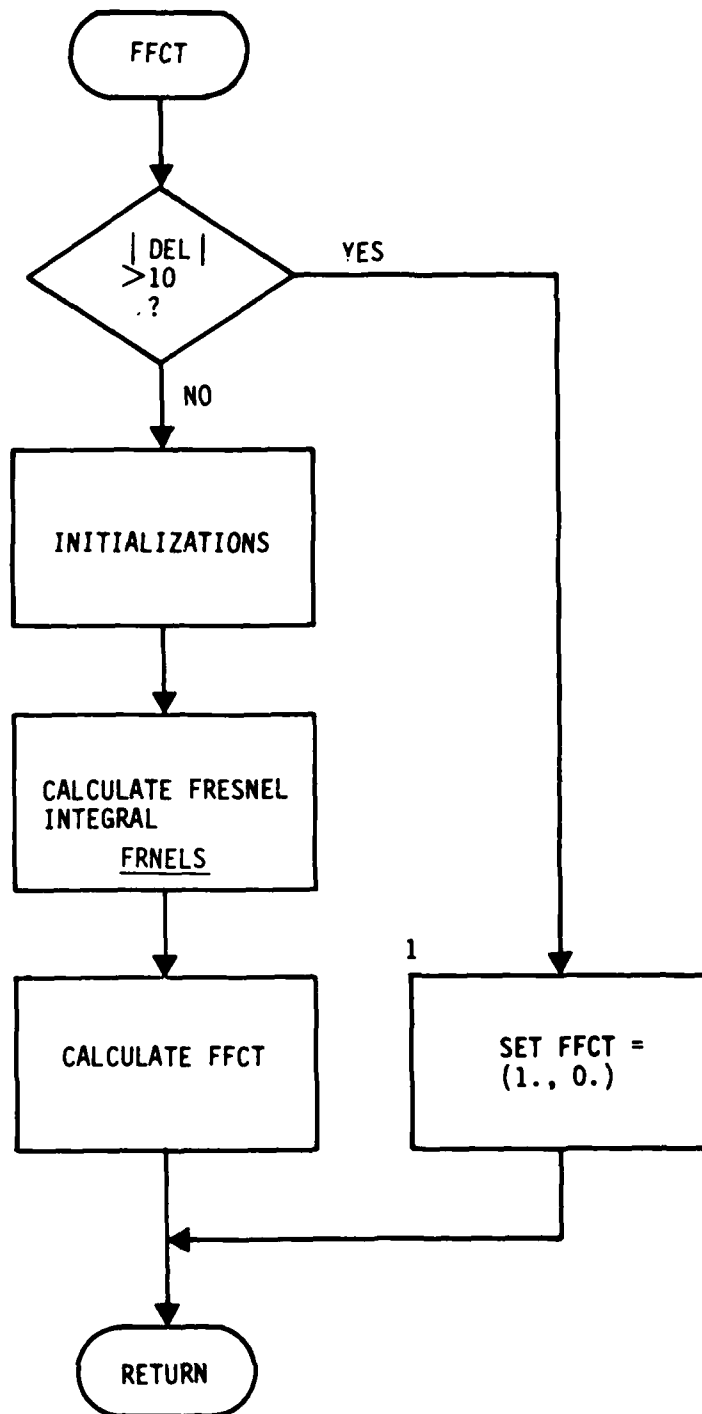 FFCT
| DEL |
>10
?
YES
NO
INITIALIZATIONS
CALCULATE FRESNEL
INTEGRAL
FRNELS
1
CALCULATE FFCT
SET FFCT =
(1., 0.)
RETURN